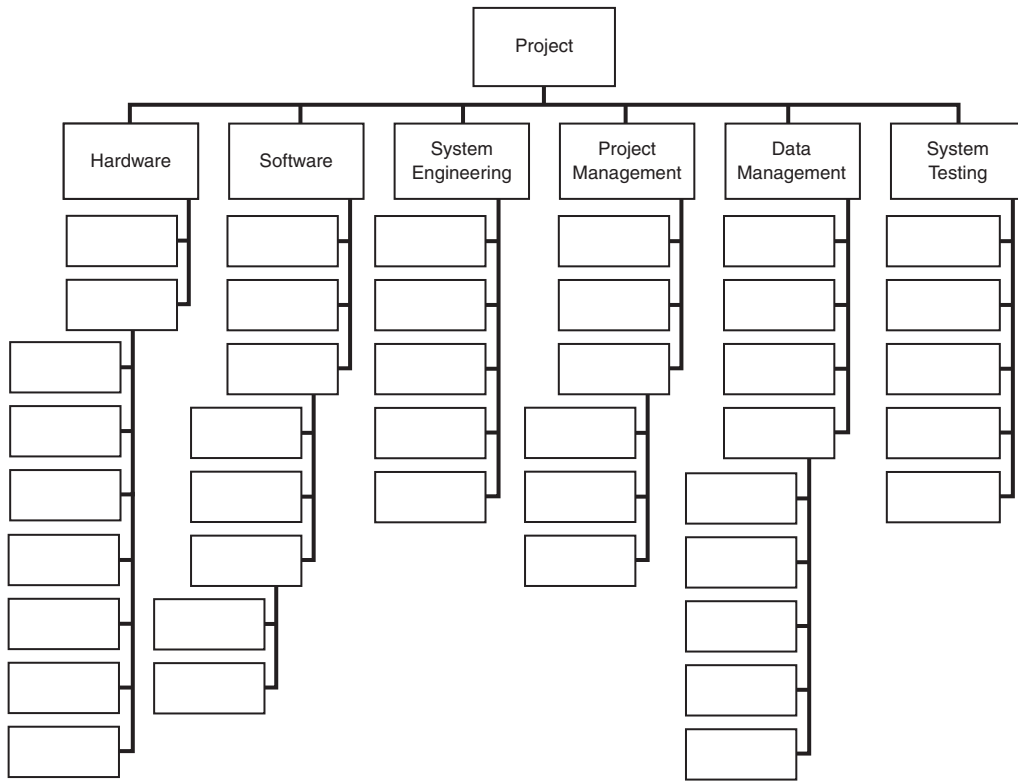 Project
Hardware
Software
System
Engineering
Project
Management
Data
Management
System
Testing